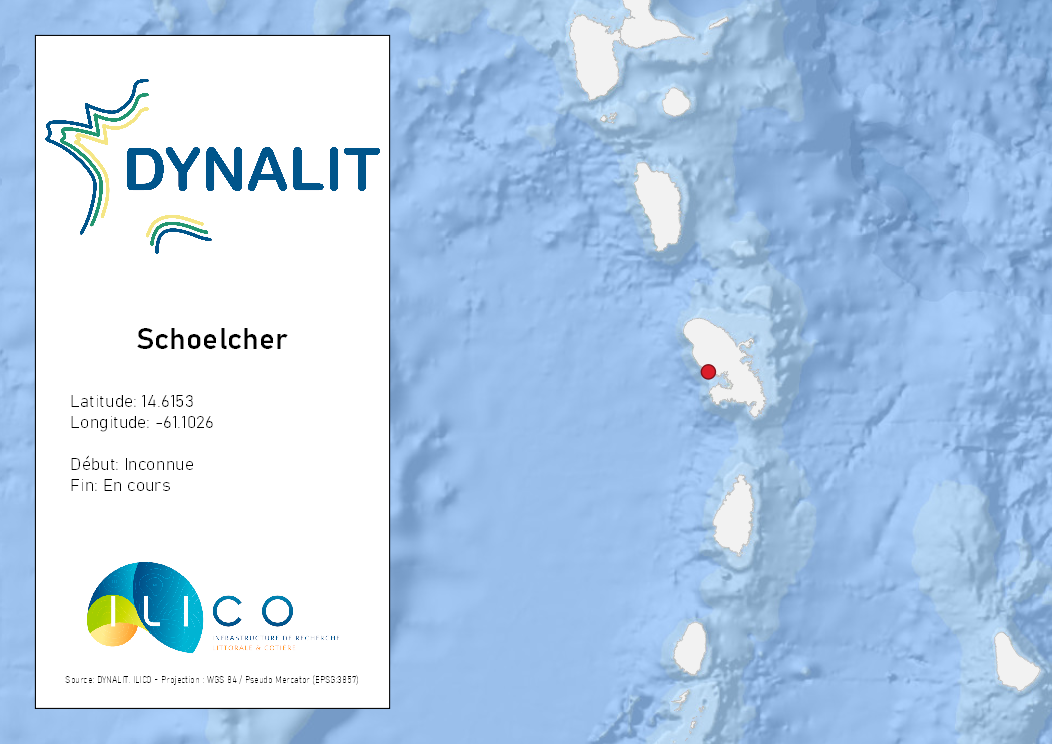 DYNALIT
Schoelcher
Latitude: 14.6153
Longitude: -61.1026
Début: Inconnue
Fin: En cours
ILICO
INFRASTRUCTURE DE RECHERCHE
LITTORALE & CÔTIÈRE
Source: DYNALIT, ILICO - Projection : WGS 84 / Pseudo Mercator (EPSG:3857)